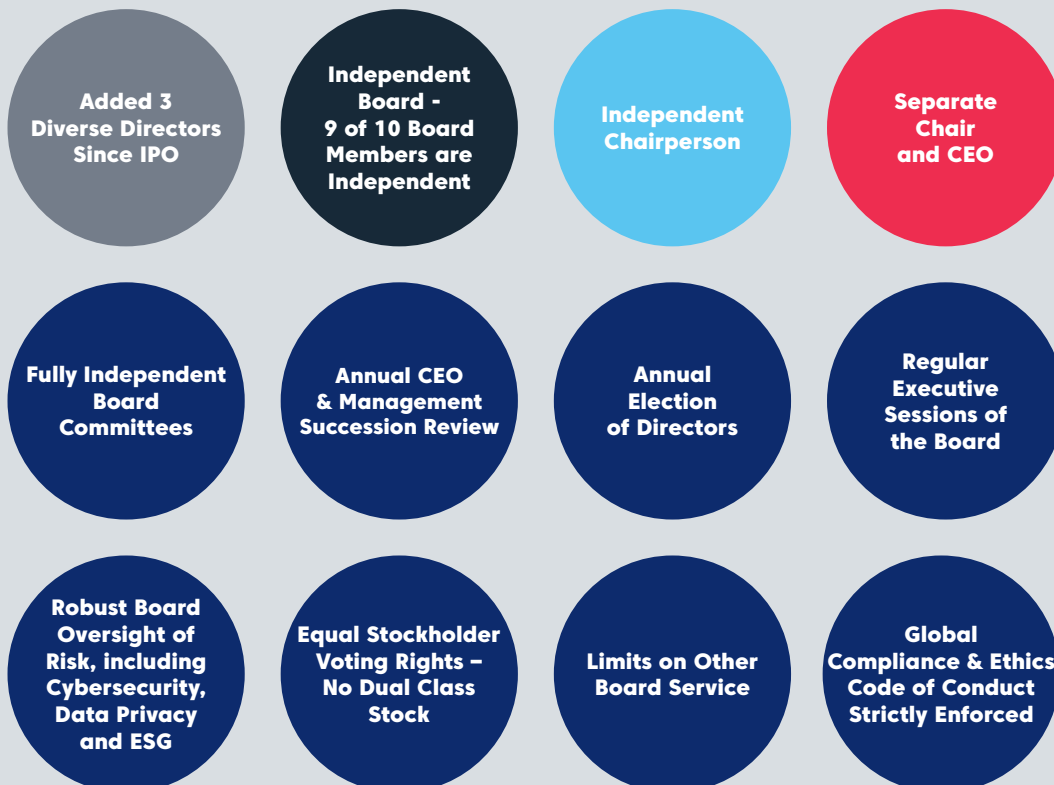 Added 3
Diverse Directors
Since IPO
Independent
Board -
9 of 10 Board
Members are
Independent
Independent
Chairperson
Separate
Chair
and CEO
Fully Independent
Board
Committees
Annual CEO
& Management
Succession Review
Annual
Election
of Directors
Regular
Executive
Sessions of
the Board
Robust Board
Oversight of
Risk, including
Cybersecurity,
Data Privacy
and ESG
Equal Stockholder
Voting Rights –
No Dual Class
Stock
Limits on Other
Board Service
Global
Compliance & Ethics
Code of Conduct
Strictly Enforced